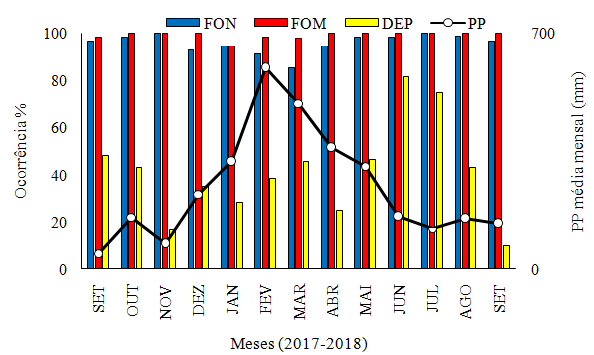 FON FOM DEP PP
100 700
80
60
40
20
0 0
Ocorrência %
PP média mensal (mm)
SET OUT NOV DEZ JAN FEV MAR ABR MAI JUN JUL AGO SET
Meses (2017-2018)